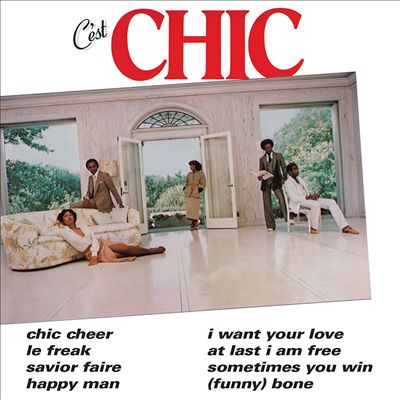 C'est
CHIC
chic cheer
le freak
savior faire
happy man
i want your love
at last i am free
sometimes you win
(funny) bone